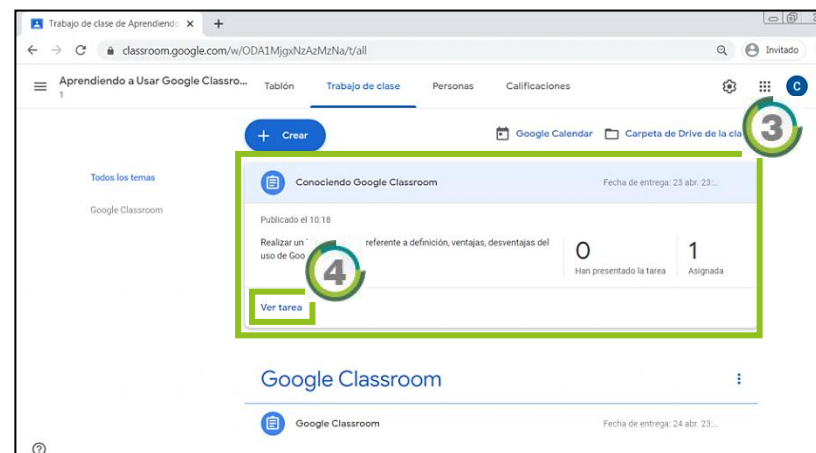 Trabajo de clase de Aprendiendo
classroom.google.com/w/ODA1MjgxNzAzMzNa/t/all
Invitado
Aprendiendo a Usar Google Classro...
1
Tablón
Trabajo de clase
Personas
Calificaciones
C
+ Crear
Google Calendar
Carpeta de Drive de la cla
3
Todos los temas
Google Classroom
Conociendo Google Classroom
Fecha de entrega: 23 abr. 23:...
Publicado el 10:18
Realizar un referente a definición, ventajas, desventajas del
uso de Goo
4
0
Han presentado la tarea
1
Asignada
Ver tarea
Google Classroom
Google Classroom
Fecha de entrega: 24 abr. 23:...